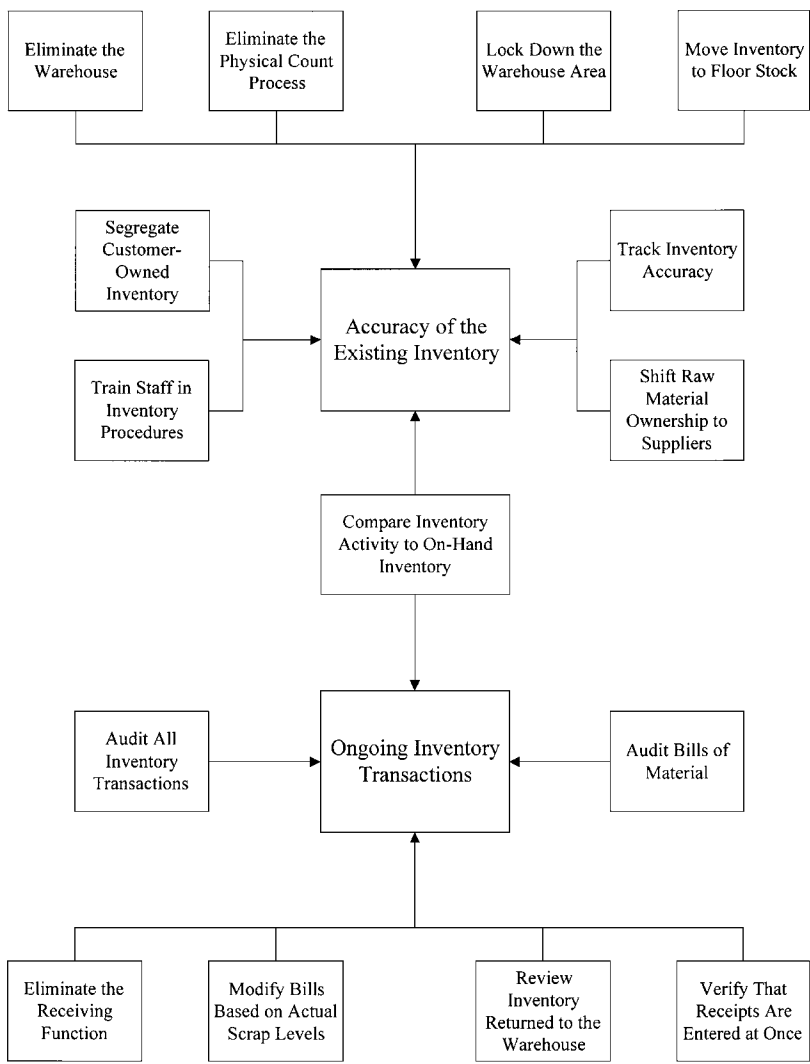 Eliminate the
Warehouse
Eliminate the
Physical Count
Process
Lock Down the
Warehouse Area
Move Inventory
to Floor Stock
Segregate
Customer-
Owned
Inventory
Track Inventory
Accuracy
Accuracy of the
Existing Inventory
Train Staff in
Inventory
Procedures
Shift Raw
Material
Ownership to
Suppliers
Compare Inventory
Activity to On-Hand
Inventory
Audit All
Inventory
Transactions
Ongoing Inventory
Transactions
Audit Bills of
Material
Eliminate the
Receiving
Function
Modify Bills
Based on Actual
Scrap Levels
Review
Inventory
Returned to the
Warehouse
Verify That
Receipts Are
Entered at Once